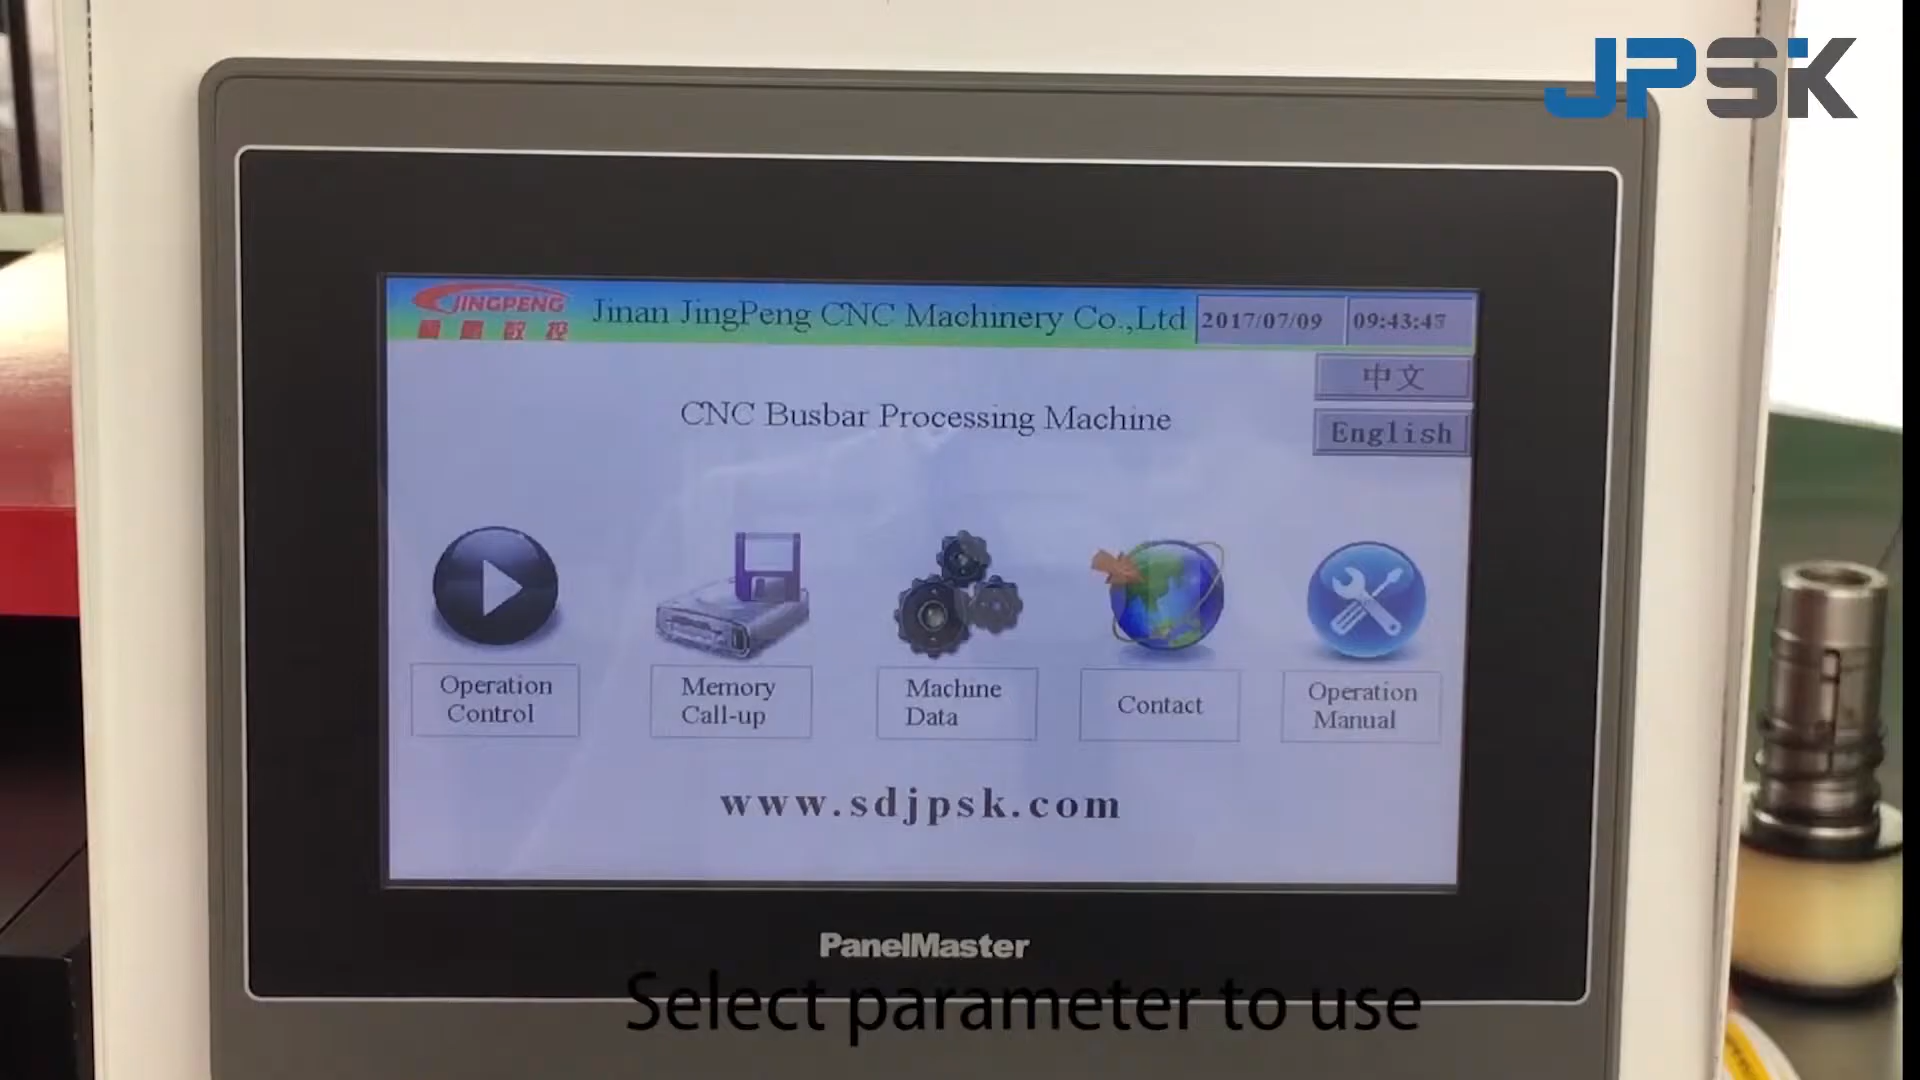 JPSK
JINGPENG
数控
Jinan JingPeng CNC Machinery Co.,Ltd
2017/07/09
09:43:47
中文
CNC Busbar Processing Machine
English
Operation
Control
Memory
Call-up
Machine
Data
Contact
Operation
Manual
www.sdjpsk.com
PanelMaster
Select parameter to use